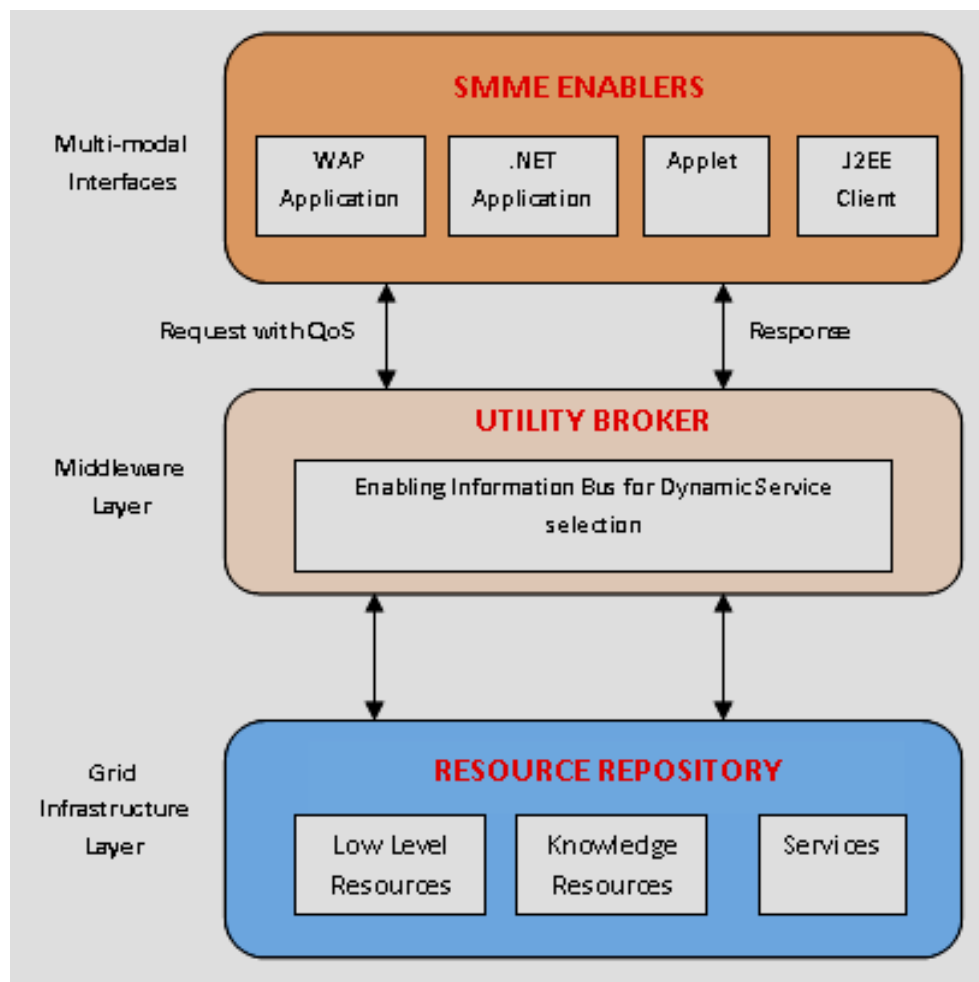 SMME ENABLERS
Multi-modal
Interfaces
WAP
Application
.NET
Application
Applet
J2EE
Client
Request with QoS
Response
UTILITY BROKER
Middleware
Layer
Enabling Information Bus for Dynamic Service
selection
RESOURCE REPOSITORY
Grid
Infrastructure
Layer
Low Level
Resources
Knowledge
Resources
Services